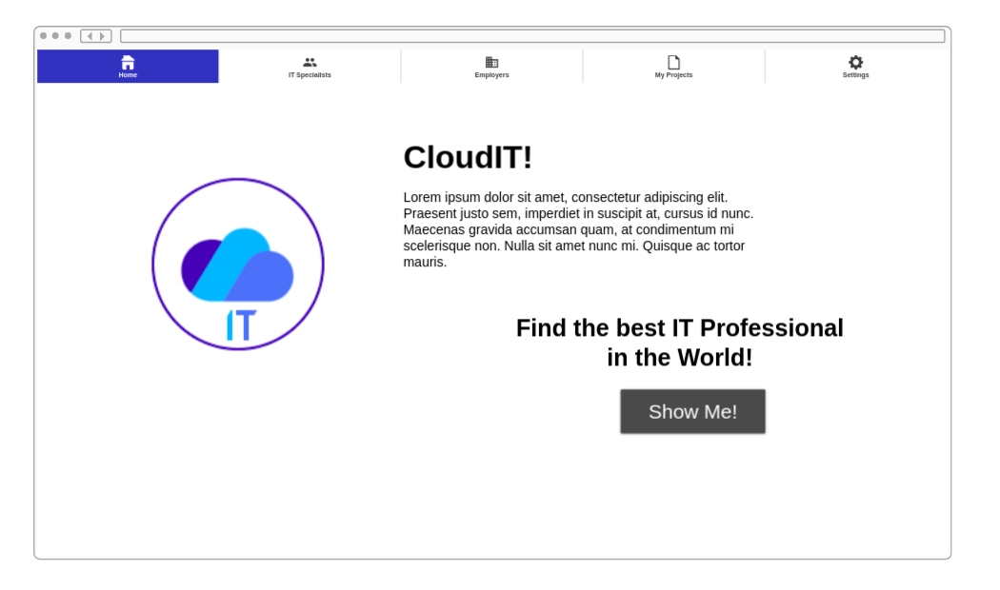 Home
IT Specialists
Employers
My Projects
Settings
CloudIT!
Lorem ipsum dolor sit amet, consectetur adipiscing elit.
Praesent justo sem, imperdiet in suscipit at, cursus id nunc.
Maecenas gravida accumsan quam, at condimentum mi
scelerisque non. Nulla sit amet nunc mi. Quisque ac tortor
mauris.
IT
Find the best IT Professional
in the World!
Show Me!